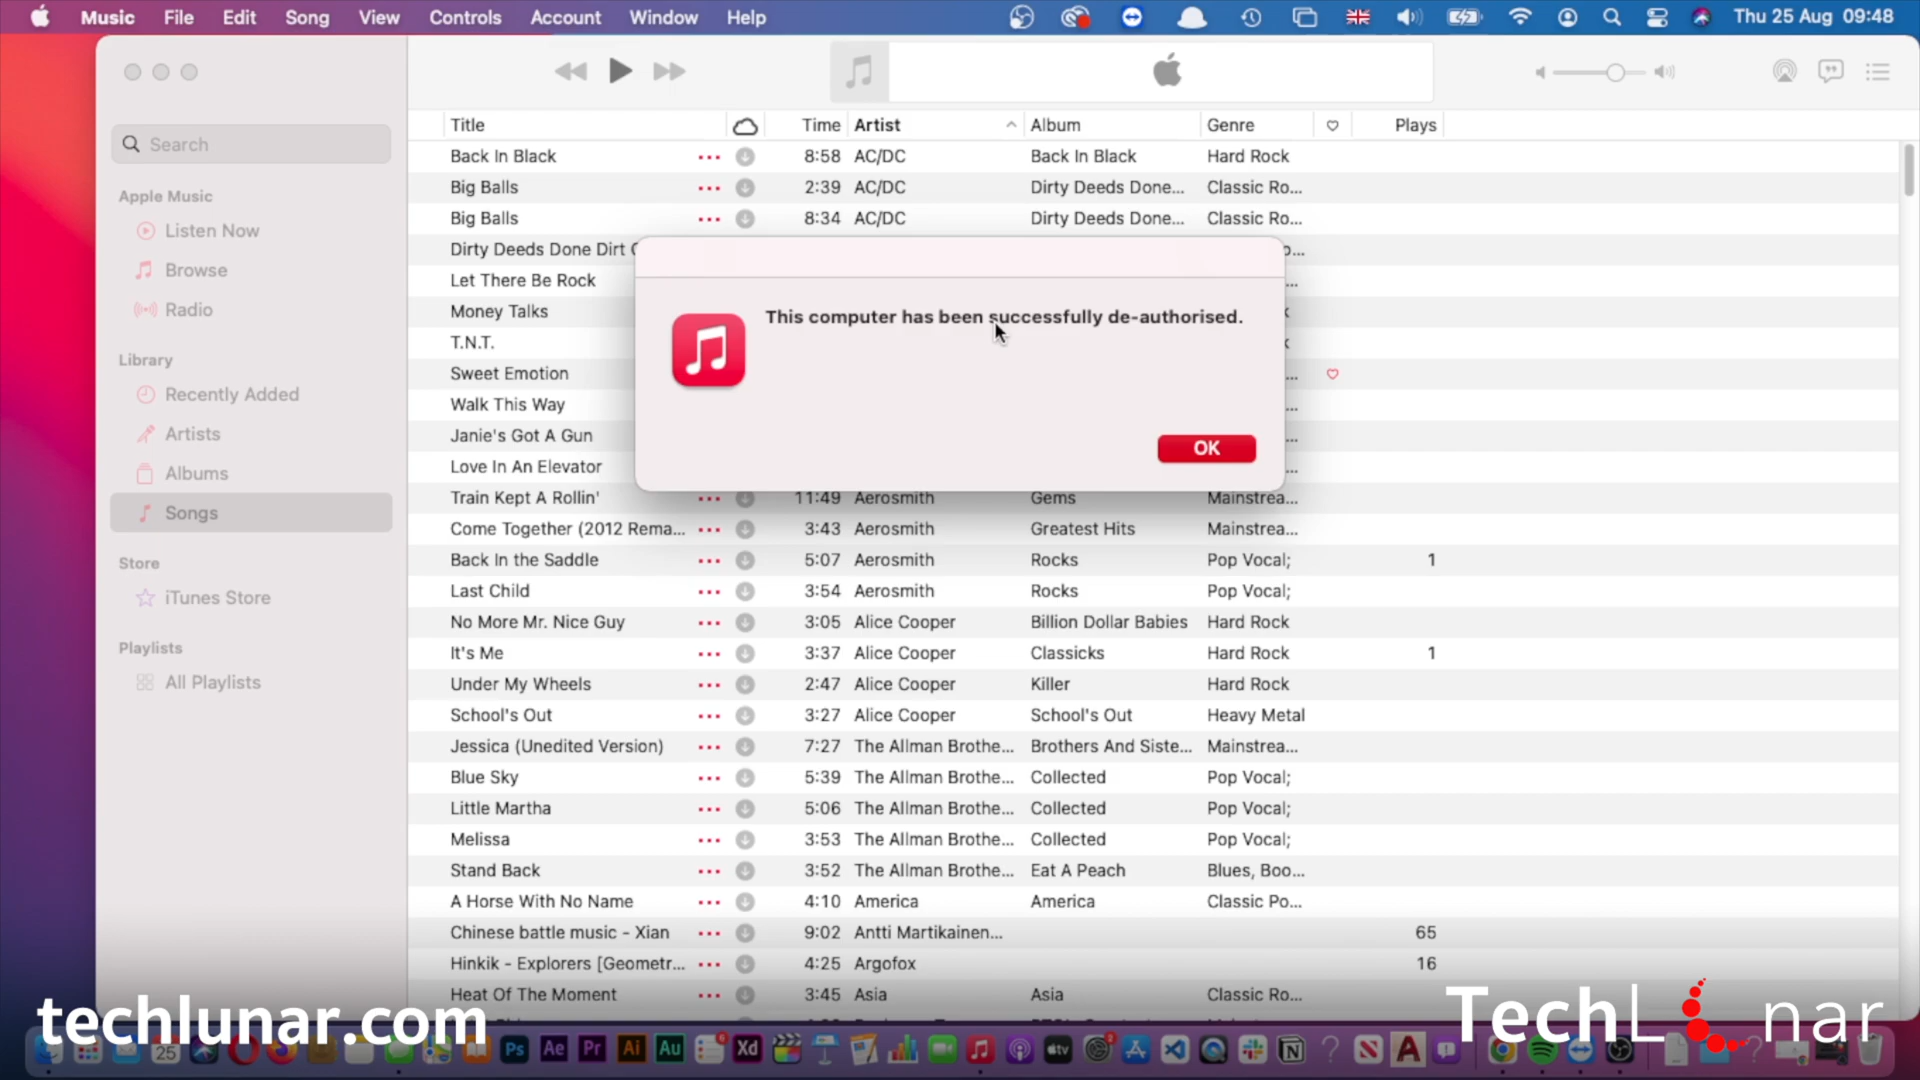 Music File Edit Song View Controls Account Window Help Thu 25 Aug 09:48
Search
Apple Music
Listen Now
Browse
Radio
Library
Recently Added
Artists
Albums
Songs
Store
iTunes Store
Playlists
All Playlists
Title Time Artist Album Genre Plays
Back In Black 8:58 AC/DC Back In Black Hard Rock
Big Balls 2:39 AC/DC Dirty Deeds Done... Classic Ro...
Big Balls 8:34 AC/DC Dirty Deeds Done... Classic Ro...
Dirty Deeds Done Dirt
Let There Be Rock
Money Talks
T.N.T.
Sweet Emotion
Walk This Way
Janie's Got A Gun
Love In An Elevator
This computer has been successfully de-authorised.
OK
Train Kept A Rollin' 11:49 Aerosmith Gems Mainstrea...
Come Together (2012 Rema... 3:43 Aerosmith Greatest Hits Mainstrea...
Back In the Saddle 5:07 Aerosmith Rocks Pop Vocal; 1
Last Child 3:54 Aerosmith Rocks Pop Vocal;
No More Mr. Nice Guy 3:05 Alice Cooper Billion Dollar Babies Hard Rock
It's Me 3:37 Alice Cooper Classicks Hard Rock 1
Under My Wheels 2:47 Alice Cooper Killer Hard Rock
School's Out 3:27 Alice Cooper School's Out Heavy Metal
Jessica (Unedited Version) 7:27 The Allman Brothe... Brothers And Siste... Mainstrea...
Blue Sky 5:39 The Allman Brothe... Collected Pop Vocal;
Little Martha 5:06 The Allman Brothe... Collected Pop Vocal;
Melissa 3:53 The Allman Brothe... Collected Pop Vocal;
Stand Back 3:52 The Allman Brothe... Eat A Peach Blues, Boo...
A Horse With No Name 4:10 America America Classic Po...
Chinese battle music - Xian 9:02 Antti Martikainen... 65
Hinkik - Explorers [Geometr... 4:25 Argofox 16
Heat Of The Moment 3:45 Asia Asia Classic Ro...
techlunar.com
TechLunar
25 Ps Ae Pr Ai Au Xd tv